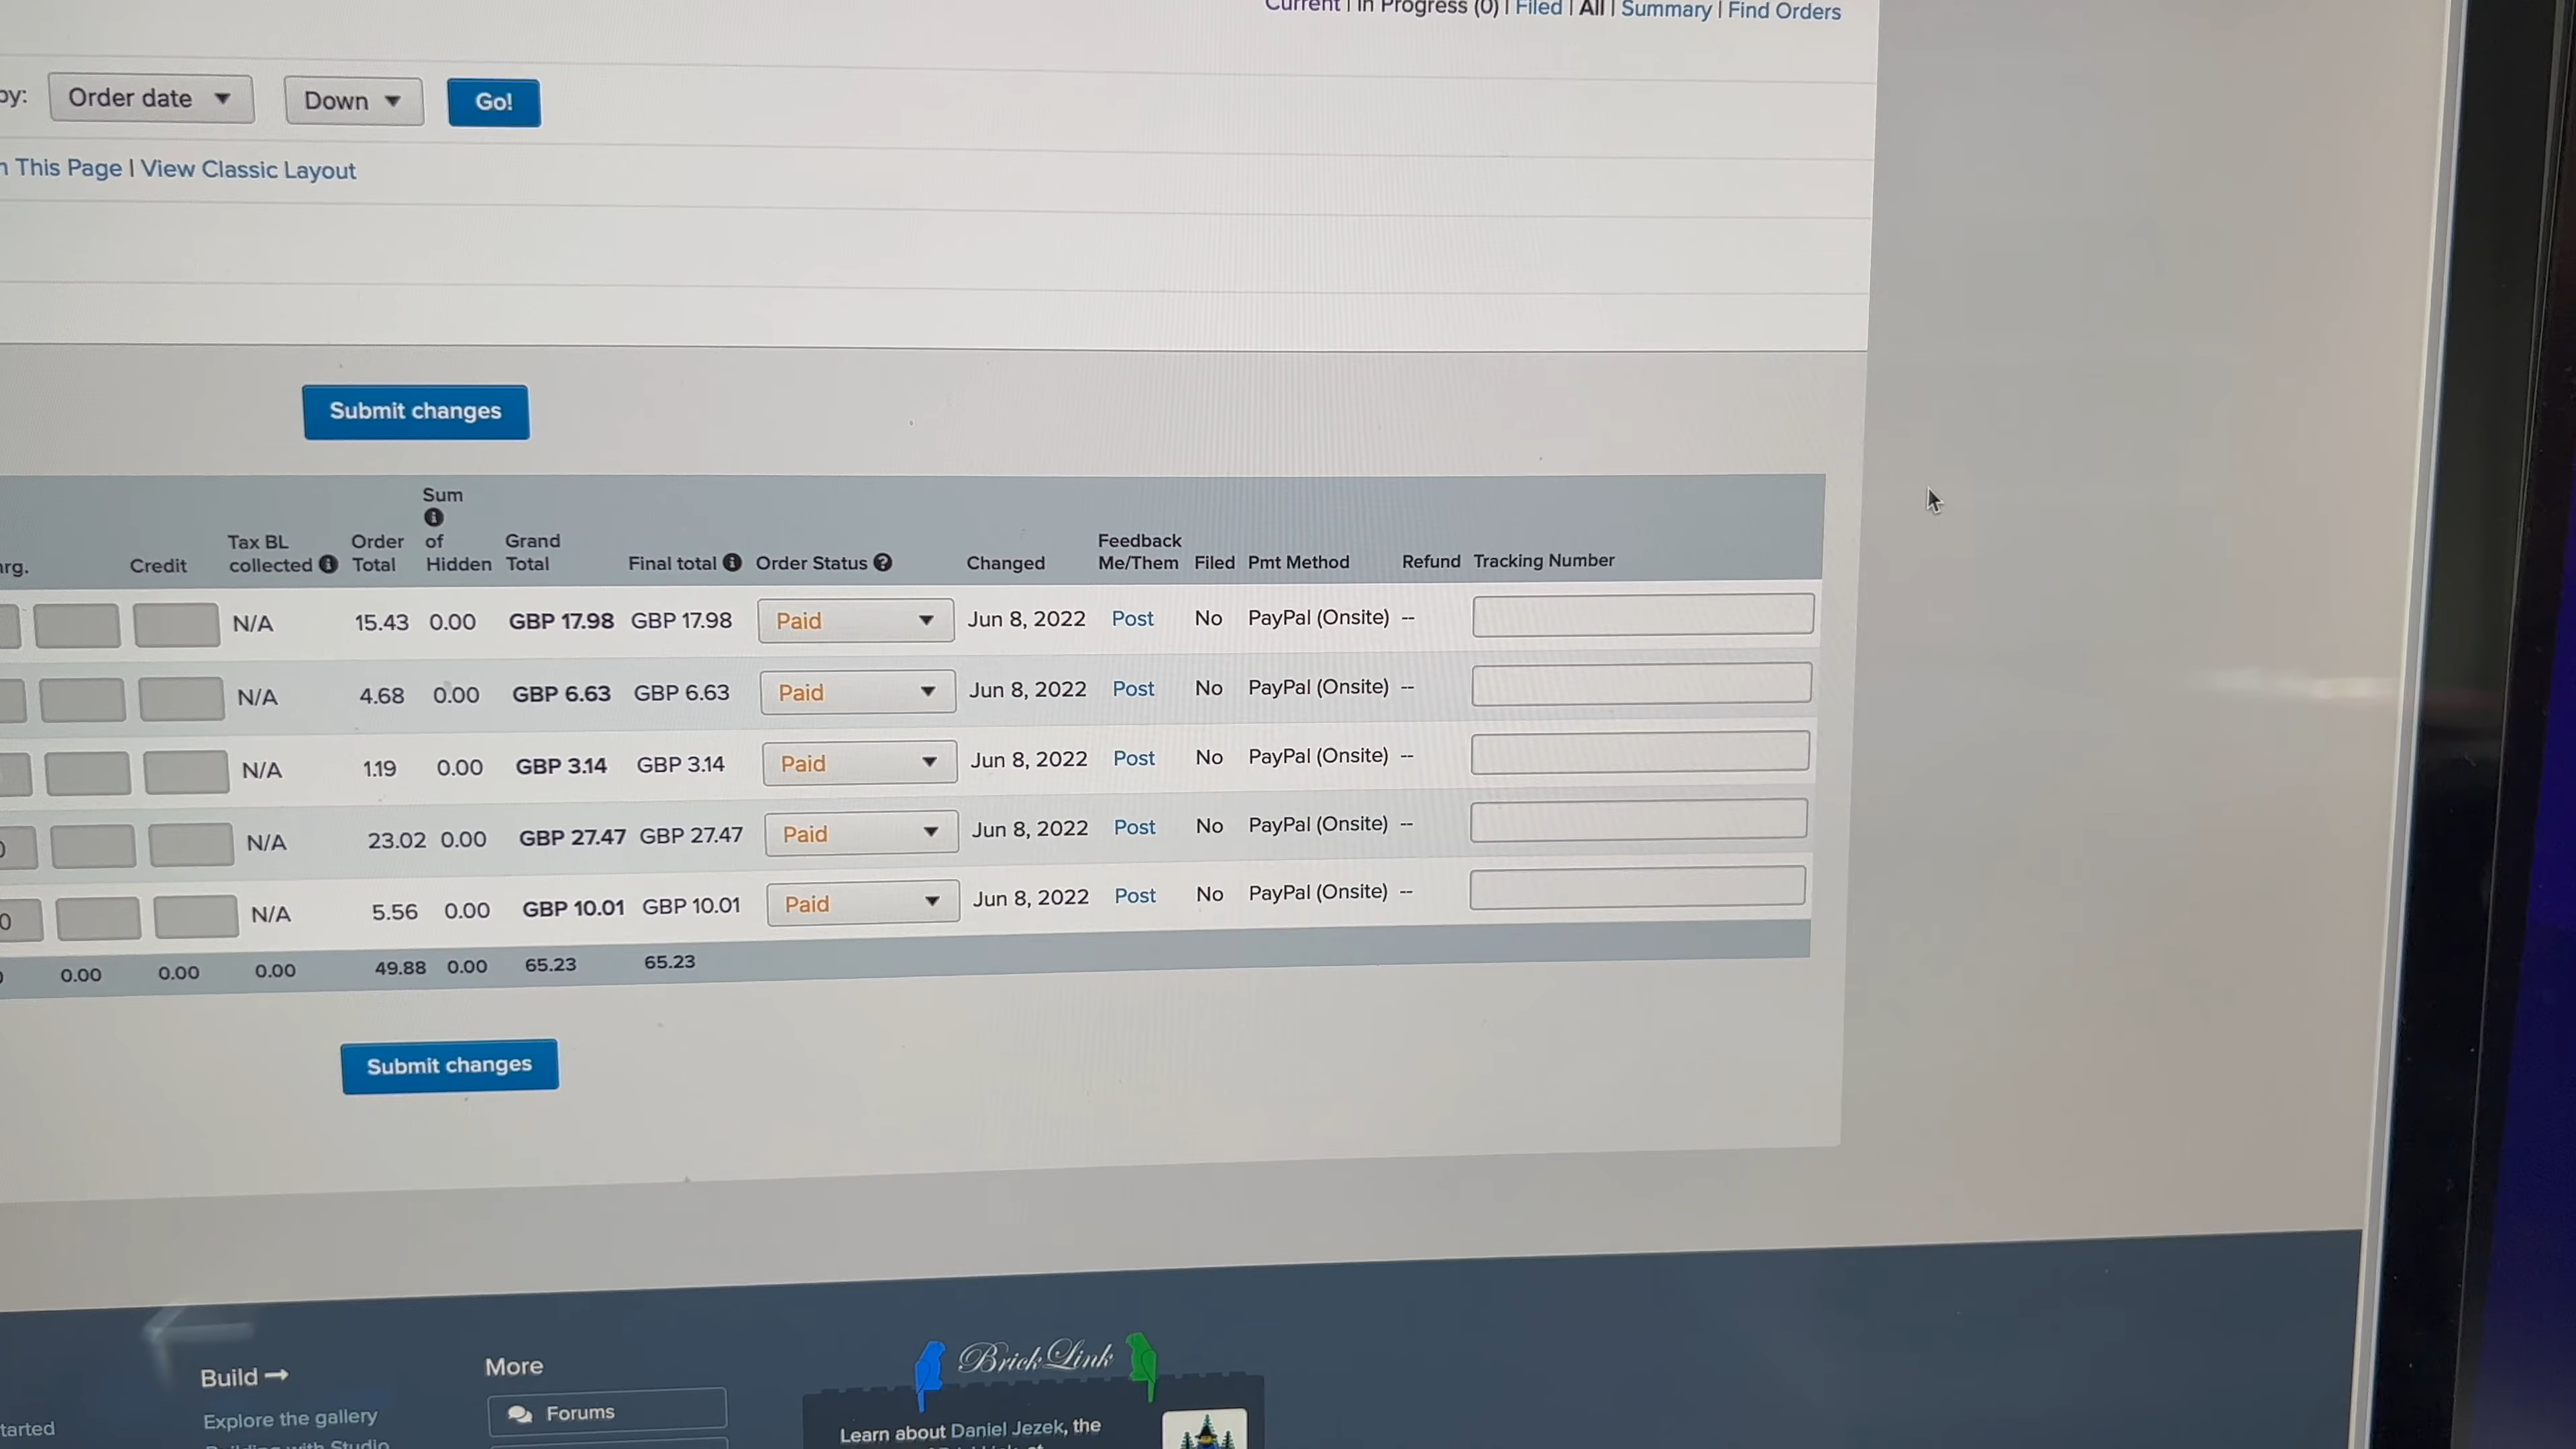 Current | In Progress (0) | Filed | All | Summary | Find Orders
by: Order date Down Go!
This Page | View Classic Layout
Submit changes
Sum
Tax BL Order of Grand Feedback
Credit collected Total Hidden Total Final total Order Status Changed Me/Them Filed Pmt Method Refund Tracking Number
N/A 15.43 0.00 GBP 17.98 GBP 17.98 Paid Jun 8, 2022 Post No PayPal (Onsite) --
N/A 4.68 0.00 GBP 6.63 GBP 6.63 Paid Jun 8, 2022 Post No PayPal (Onsite) --
N/A 1.19 0.00 GBP 3.14 GBP 3.14 Paid Jun 8, 2022 Post No PayPal (Onsite) --
0 N/A 23.02 0.00 GBP 27.47 GBP 27.47 Paid Jun 8, 2022 Post No PayPal (Onsite) --
0 N/A 5.56 0.00 GBP 10.01 GBP 10.01 Paid Jun 8, 2022 Post No PayPal (Onsite) --
0.00 0.00 0.00 49.88 0.00 65.23 65.23
Submit changes
Build → More BrickLink
tarted Explore the gallery Forums Learn about Daniel Jezek, the
Building with Studio